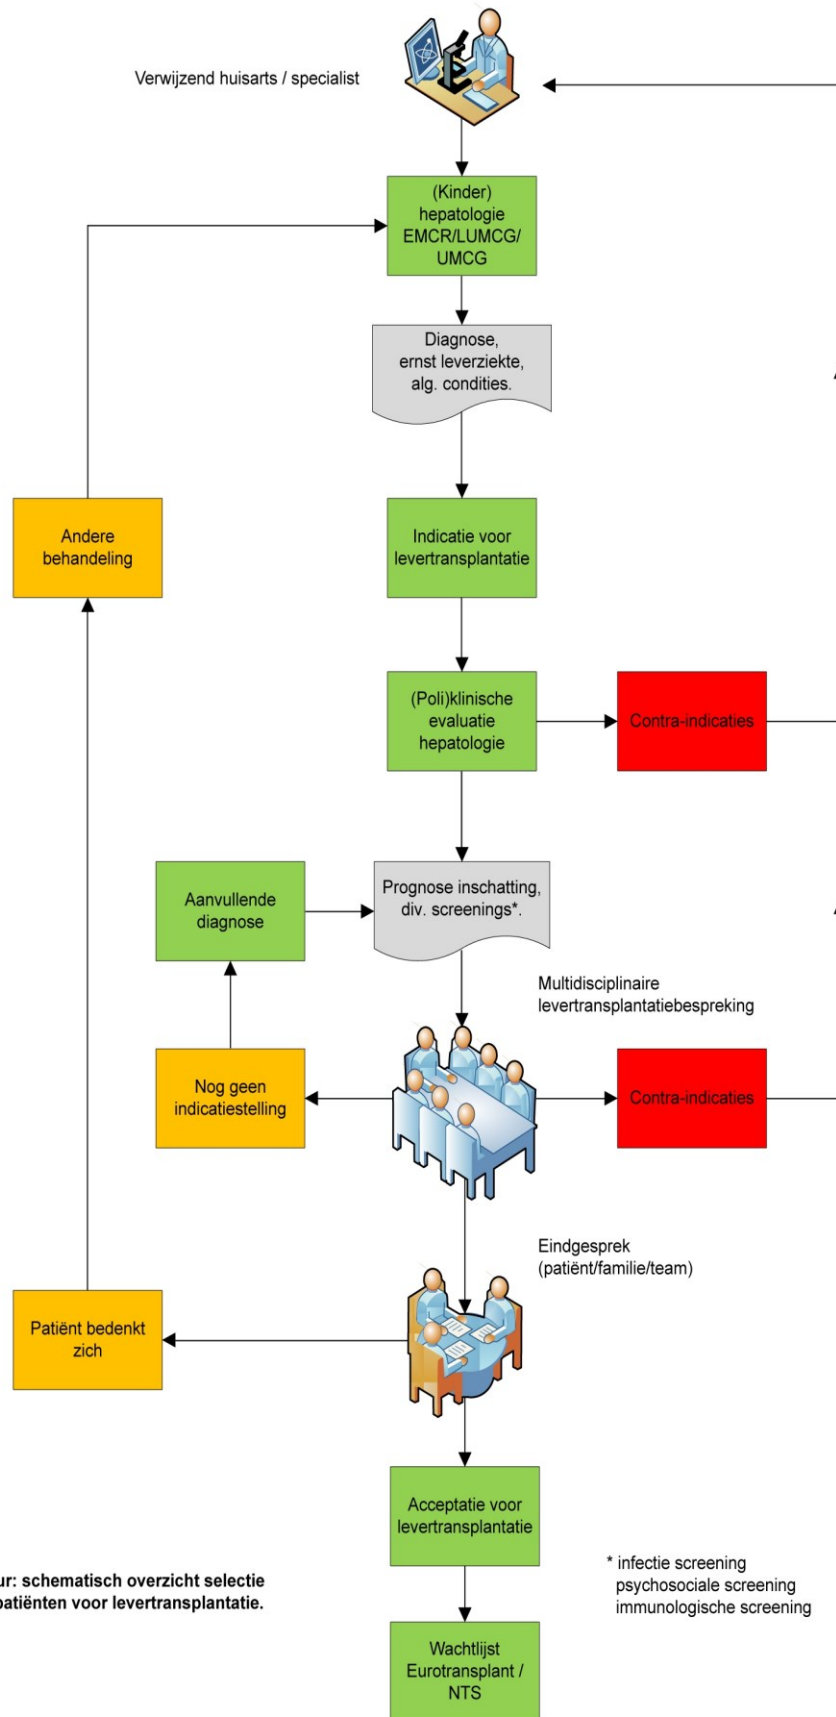 Verwijzend huisarts / specialist
(Kinder)
hepatologie
EMCR/LUMCG/
UMCG
Diagnose,
ernst leverziekte,
alg. condities.
Andere
behandeling
Indicatie voor
levertransplantatie
(Poli)klinische
evaluatie
hepatologie
Contra-indicaties
Aanvullende
diagnose
Prognose inschatting,
div. screenings*.
Multidisciplinaire
levertransplantatiebespreking
Nog geen
indicatiestelling
Contra-indicaties
Eindgesprek
(patiënt/familie/team)
Patiënt bedenkt
zich
Acceptatie voor
levertransplantatie
ur: schematisch overzicht selectie
patiënten voor levertransplantatie.
* infectie screening
psychosociale screening
immunologische screening
Wachtlijst
Eurotransplant /
NTS